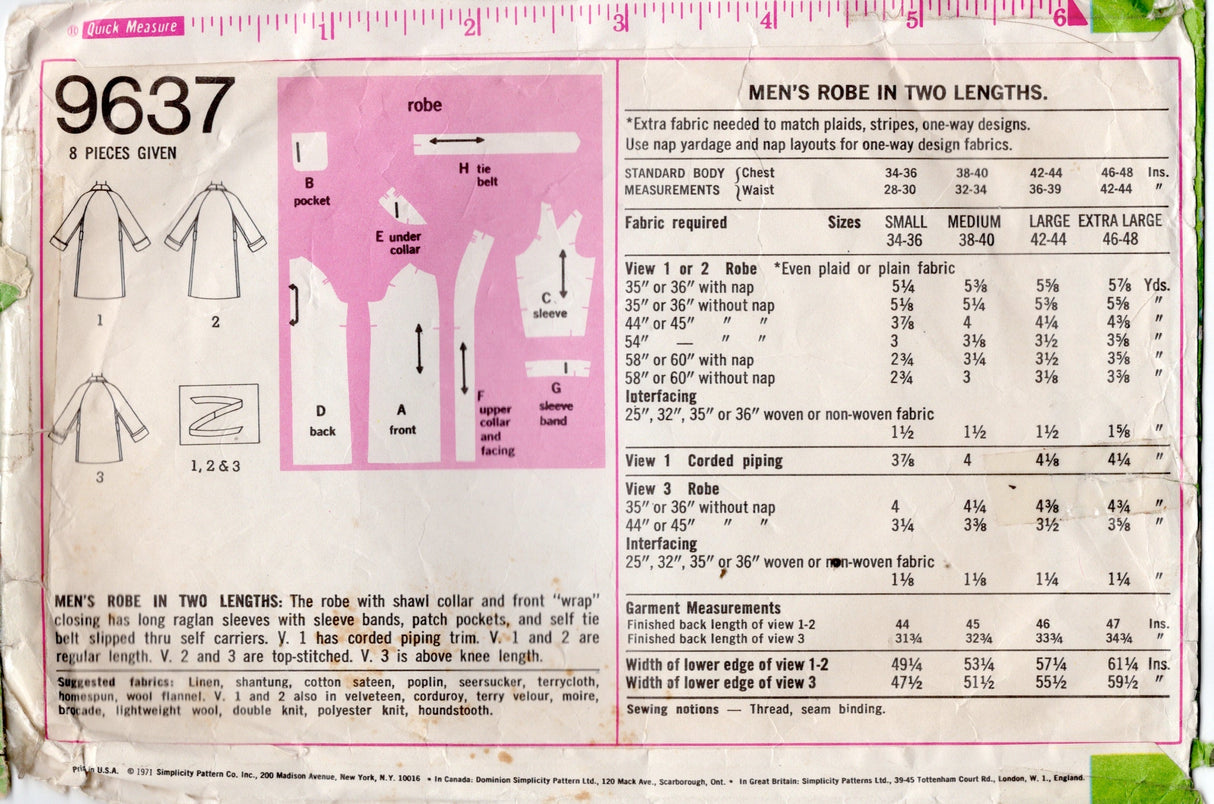 Quick Measure 1 2 3 4 5 6
9637
8 PIECES GIVEN
1
2
3
1, 2 & 3
robe
B
pocket
H tie
belt
E under
collar
C
sleeve
G
sleeve
band
D
back
A
front
F
upper
collar
and
facing
MEN'S ROBE IN TWO LENGTHS: The robe with shawl collar and front "wrap"
closing has long raglan sleeves with sleeve bands, patch pockets, and self tie
belt slipped thru self carriers. V. 1 has corded piping trim. V. 1 and 2 are
regular length. V. 2 and 3 are top-stitched. V. 3 is above knee length.
Suggested fabrics: Linen, shantung, cotton sateen, poplin, seersucker, terrycloth,
homespun, wool flannel. V. 1 and 2 also in velveteen, corduroy, terry velour, moire,
brocade, lightweight wool, double knit, polyester knit, houndstooth.
MEN'S ROBE IN TWO LENGTHS.
*Extra fabric needed to match plaids, stripes, one-way designs.
Use nap yardage and nap layouts for one-way design fabrics.
STANDARD BODY { Chest 34-36 38-40 42-44 46-48 Ins.
MEASUREMENTS } Waist 28-30 32-34 36-39 42-44 "
Fabric required Sizes SMALL MEDIUM LARGE EXTRA LARGE
34-36 38-40 42-44 46-48
View 1 or 2 Robe *Even plaid or plain fabric
35" or 36" with nap 5¼ 5⅜ 5⅝ 5⅞ Yds.
35" or 36" without nap 5⅛ 5¼ 5⅜ 5⅝ "
44" or 45" " " 3⅞ 4 4¼ 4⅜ "
54" — " " 3 3⅛ 3½ 3⅝ "
58" or 60" with nap 2¾ 3¼ 3½ 3⅝ "
58" or 60" without nap 2¾ 3 3⅛ 3⅜ "
Interfacing
25", 32", 35" or 36" woven or non-woven fabric
1½ 1½ 1½ 1⅝ "
View 1 Corded piping 3⅞ 4 4⅛ 4¼ "
View 3 Robe
35" or 36" without nap 4 4¼ 4⅜ 4¾ "
44" or 45" " " 3¼ 3⅜ 3½ 3⅝ "
Interfacing
25", 32", 35" or 36" woven or non-woven fabric
1⅛ 1⅛ 1¼ 1¼ "
Garment Measurements
Finished back length of view 1-2 44 45 46 47 Ins.
Finished back length of view 3 31¾ 32¾ 33¾ 34¾ "
Width of lower edge of view 1-2 49¼ 53¼ 57¼ 61¼ Ins.
Width of lower edge of view 3 47½ 51½ 55½ 59½ "
Sewing notions — Thread, seam binding.
Print in U.S.A. © 1971 Simplicity Pattern Co. Inc., 200 Madison Avenue, New York, N.Y. 10016 • In Canada: Dominion Simplicity Pattern Ltd., 120 Mack Ave., Scarborough, Ont. • In Great Britain: Simplicity Patterns Ltd., 39-45 Tottenham Court Rd., London, W. 1., England.